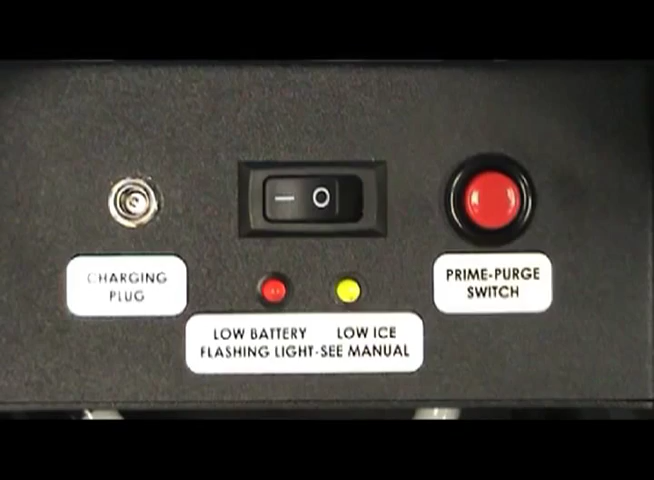 — O
CHARGING
PLUG
LOW BATTERY LOW ICE
FLASHING LIGHT-SEE MANUAL
PRIME-PURGE
SWITCH